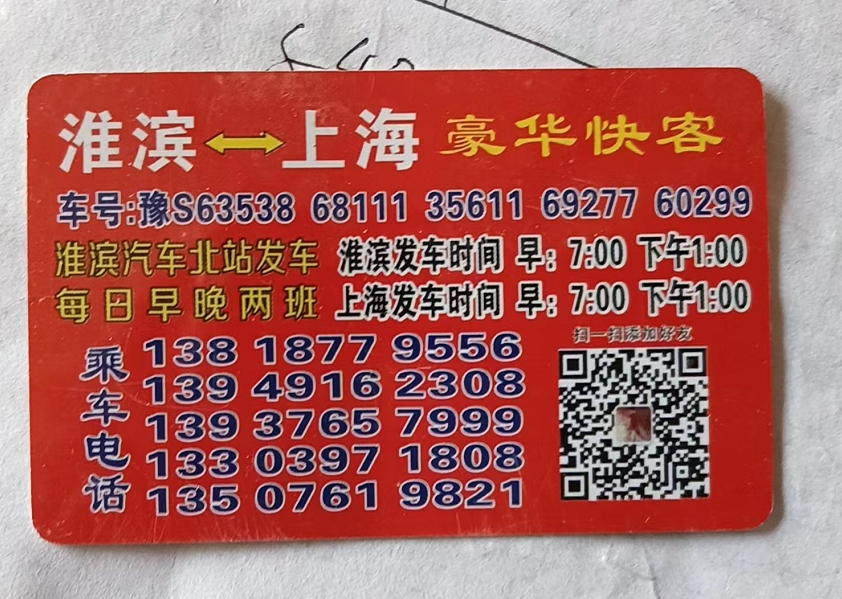 淮滨↔上海 豪华快客
车号:豫S63538 68111 35611 69277 60299
淮滨汽车北站发车 淮滨发车时间 早: 7:00 下午1:00
每日早晚两班 上海发车时间 早: 7:00 下午1:00
扫一扫添加好友
乘车电话
138 1877 9556
139 4916 2308
139 3765 7999
133 0397 1808
135 0761 9821